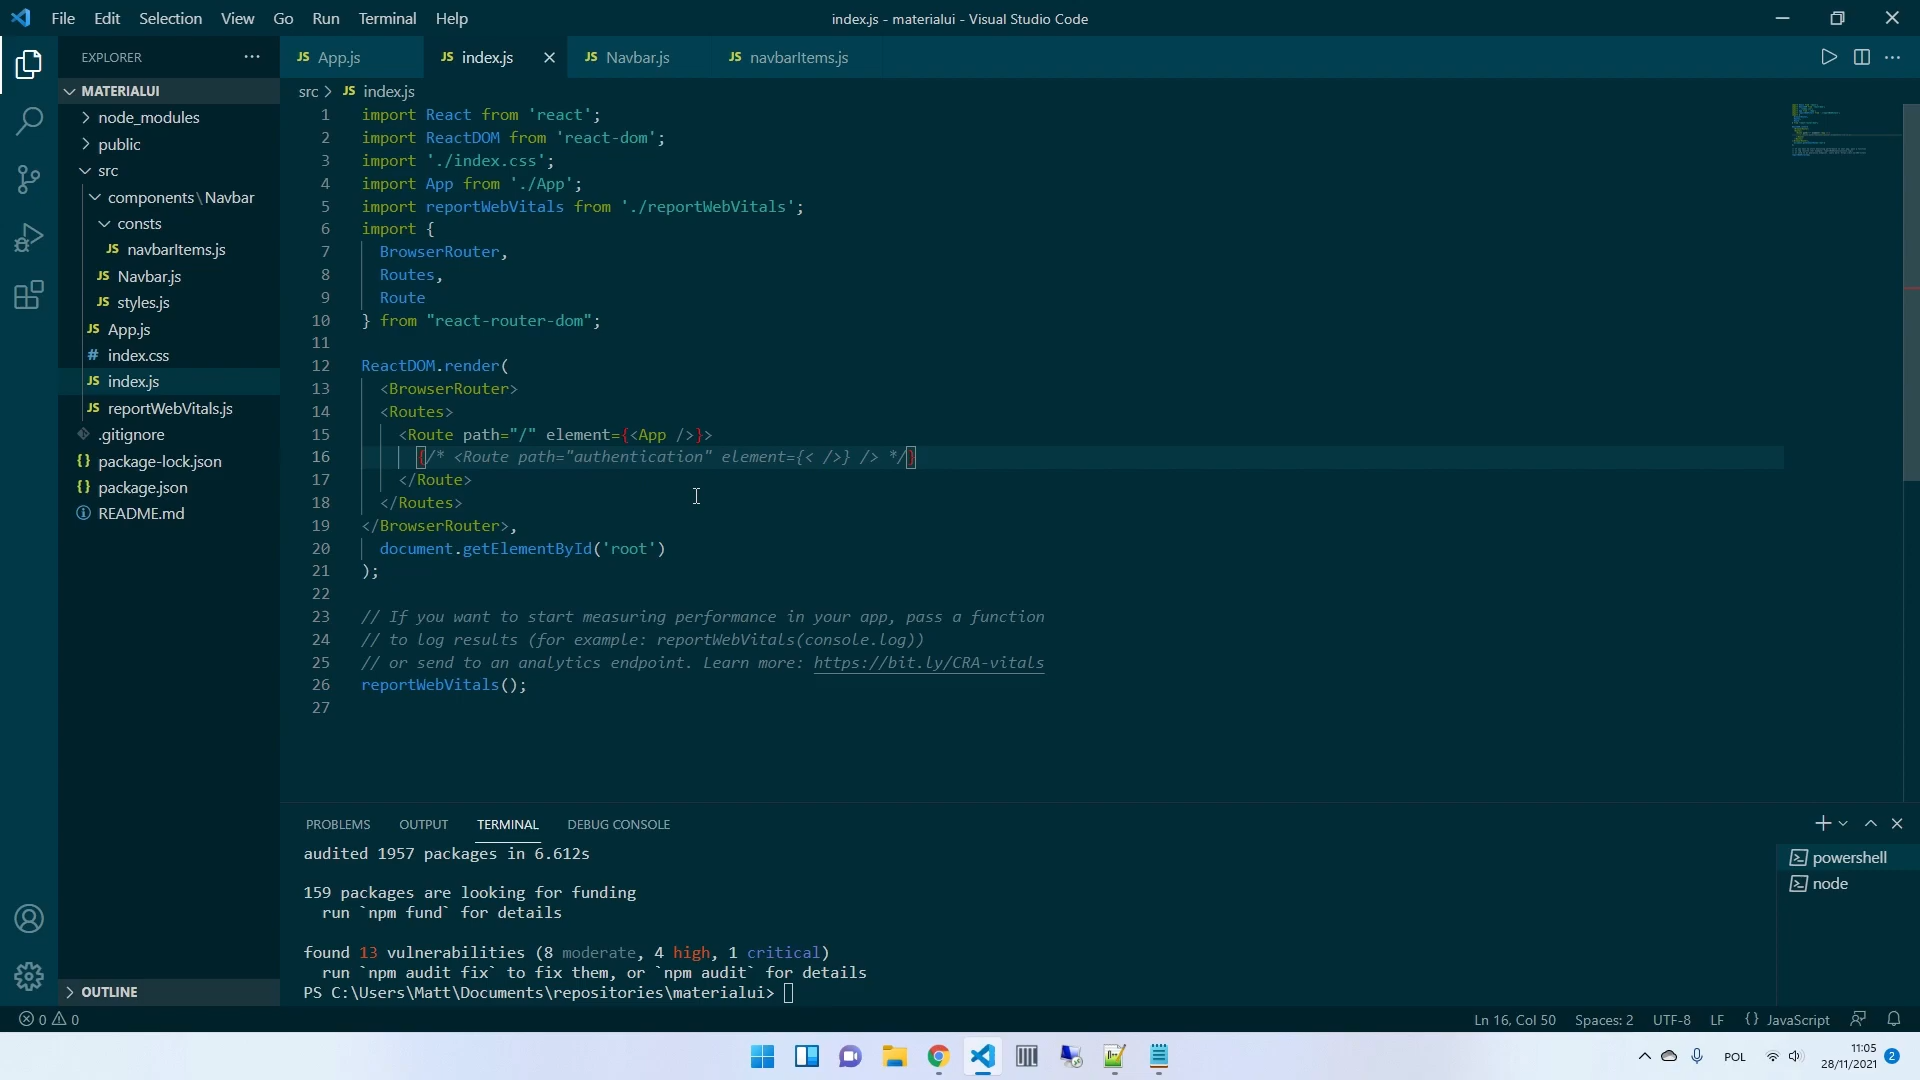 File Edit Selection View Go Run Terminal Help
index.js - materialui - Visual Studio Code
EXPLORER
JS App.js
JS index.js
JS Navbar.js
JS navbarItems.js
MATERIALUI
node_modules
public
src
components\Navbar
consts
JS navbarItems.js
JS Navbar.js
JS styles.js
JS App.js
# index.css
JS index.js
JS reportWebVitals.js
.gitignore
{} package-lock.json
{} package.json
README.md
OUTLINE
src > JS index.js
1 import React from 'react';
2 import ReactDOM from 'react-dom';
3 import './index.css';
4 import App from './App';
5 import reportWebVitals from './reportWebVitals';
6 import {
7 BrowserRouter,
8 Routes,
9 Route
10 } from "react-router-dom";
11
12 ReactDOM.render(
13 <BrowserRouter>
14 <Routes>
15 <Route path="/" element={<App />}>
16 {/* <Route path="authentication" element={< />} /> */}
17 </Route>
18 </Routes>
19 </BrowserRouter>,
20 document.getElementById('root')
21 );
22
23 // If you want to start measuring performance in your app, pass a function
24 // to log results (for example: reportWebVitals(console.log))
25 // or send to an analytics endpoint. Learn more: https://bit.ly/CRA-vitals
26 reportWebVitals();
27
PROBLEMS OUTPUT TERMINAL DEBUG CONSOLE
audited 1957 packages in 6.612s
159 packages are looking for funding
run `npm fund` for details
found 13 vulnerabilities (8 moderate, 4 high, 1 critical)
run `npm audit fix` to fix them, or `npm audit` for details
PS C:\Users\Matt\Documents\repositories\materialui>
powershell
node
0 0
Ln 16, Col 50 Spaces: 2 UTF-8 LF {} JavaScript
POL
11:05
28/11/2021
2